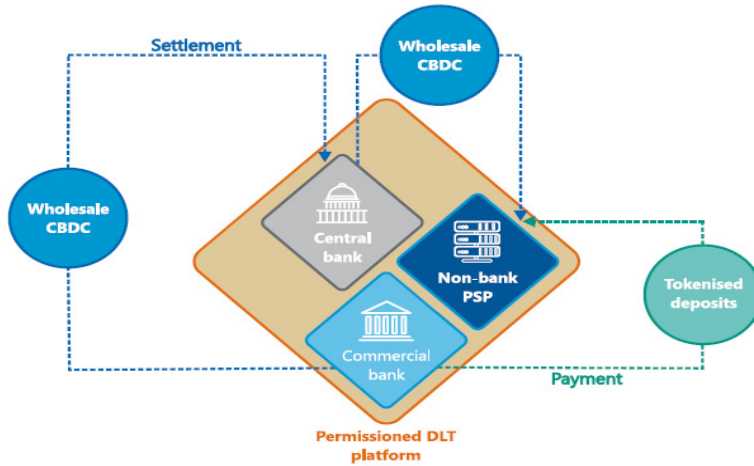 Settlement
Wholesale
CBDC
Wholesale
CBDC
Central
bank
Non-bank
PSP
Tokenised
deposits
Commercial
bank
Payment
Permissioned DLT
platform